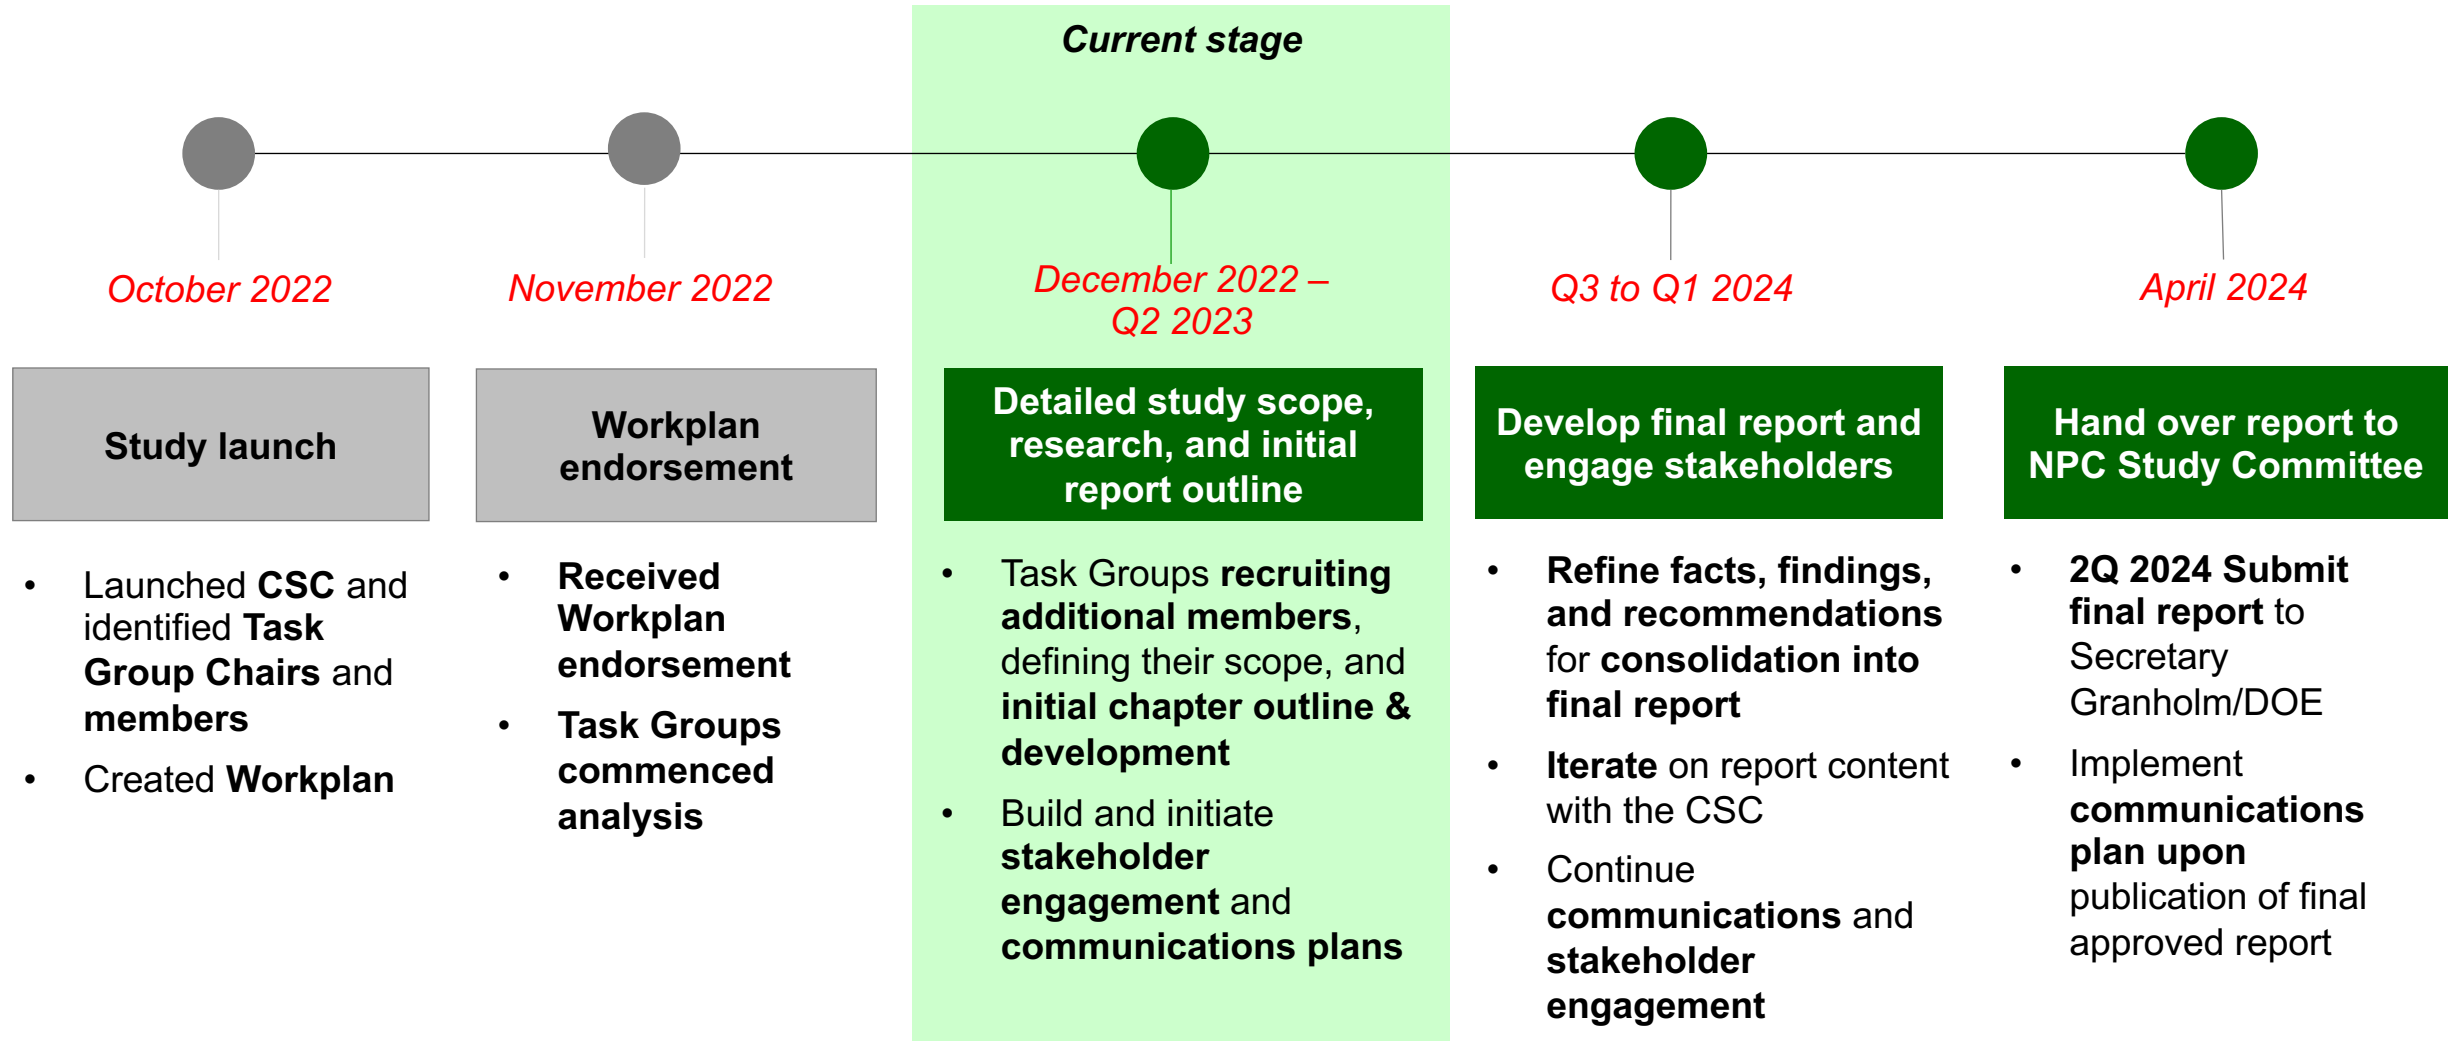 Current stage
October 2022
November 2022
December 2022 –
Q2 2023
Q3 to Q1 2024
April 2024
Study launch
Workplan
endorsement
Detailed study scope,
research, and initial
report outline
Develop final report and
engage stakeholders
Hand over report to
NPC Study Committee
• Launched CSC and
identified Task
Group Chairs and
members
• Created Workplan
• Received
Workplan
endorsement
• Task Groups
commenced
analysis
• Task Groups recruiting
additional members,
defining their scope, and
initial chapter outline &
development
• Build and initiate
stakeholder
engagement and
communications plans
• Refine facts, findings,
and recommendations
for consolidation into
final report
• Iterate on report content
with the CSC
• Continue
communications and
stakeholder
engagement
• 2Q 2024 Submit
final report to
Secretary
Granholm/DOE
• Implement
communications
plan upon
publication of final
approved report